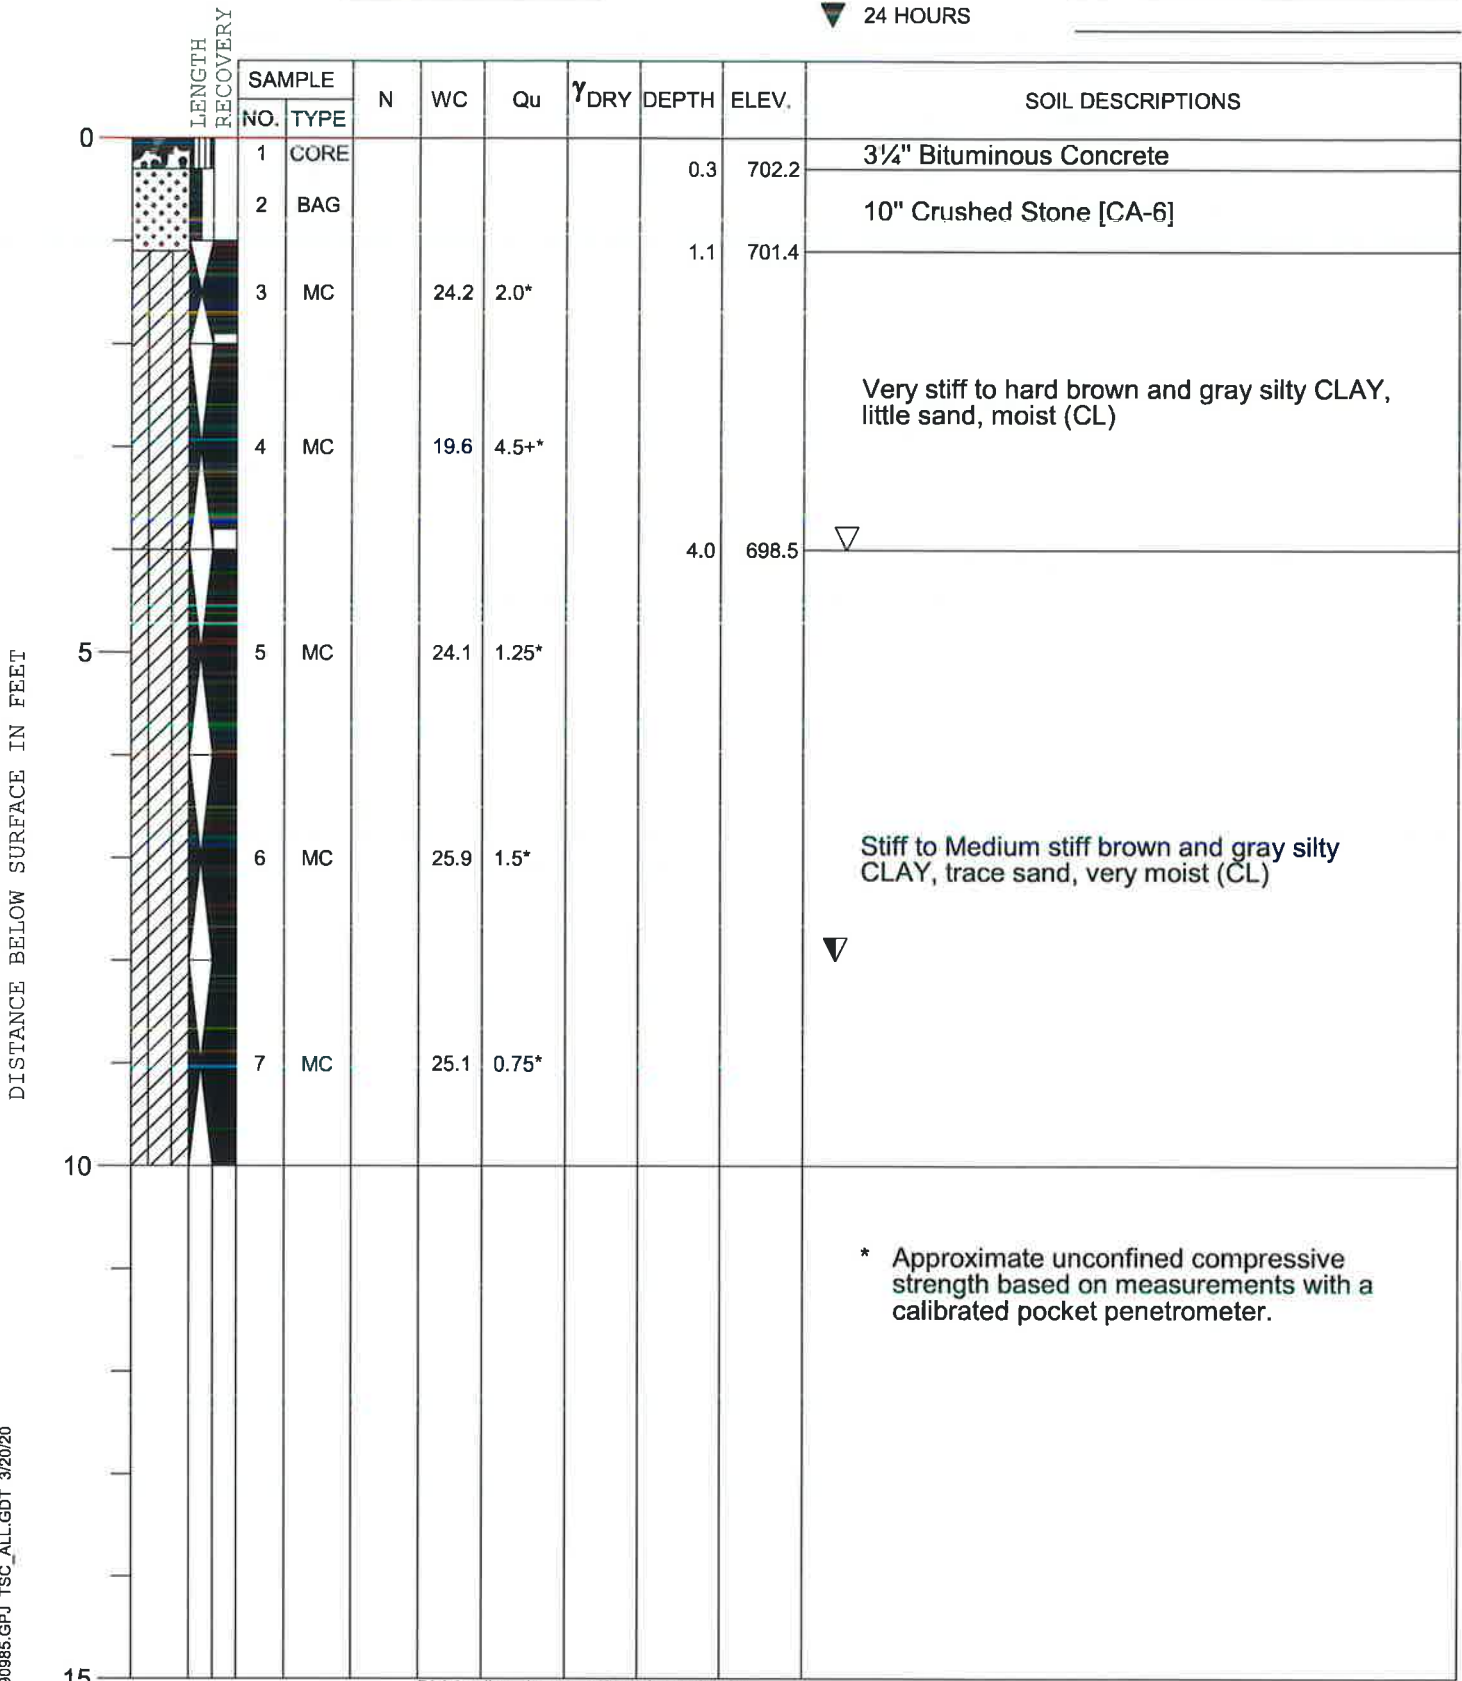 ▼ 24 HOURS
LENGTH
RECOVERY
SAMPLE
NO. TYPE N WC Qu γDRY DEPTH ELEV. SOIL DESCRIPTIONS
0
1 CORE 3¼" Bituminous Concrete
0.3 702.2
2 BAG 10" Crushed Stone [CA-6]
1.1 701.4
3 MC 24.2 2.0*
Very stiff to hard brown and gray silty CLAY,
little sand, moist (CL)
4 MC 19.6 4.5+*
4.0 698.5
5
5 MC 24.1 1.25*
Stiff to Medium stiff brown and gray silty
6 MC 25.9 1.5*
CLAY, trace sand, very moist (CL)
7 MC 25.1 0.75*
10
* Approximate unconfined compressive
strength based on measurements with a
calibrated pocket penetrometer.
15
DISTANCE BELOW SURFACE IN FEET
90985.GPJ TSC_ALL.GDT 3/20/20